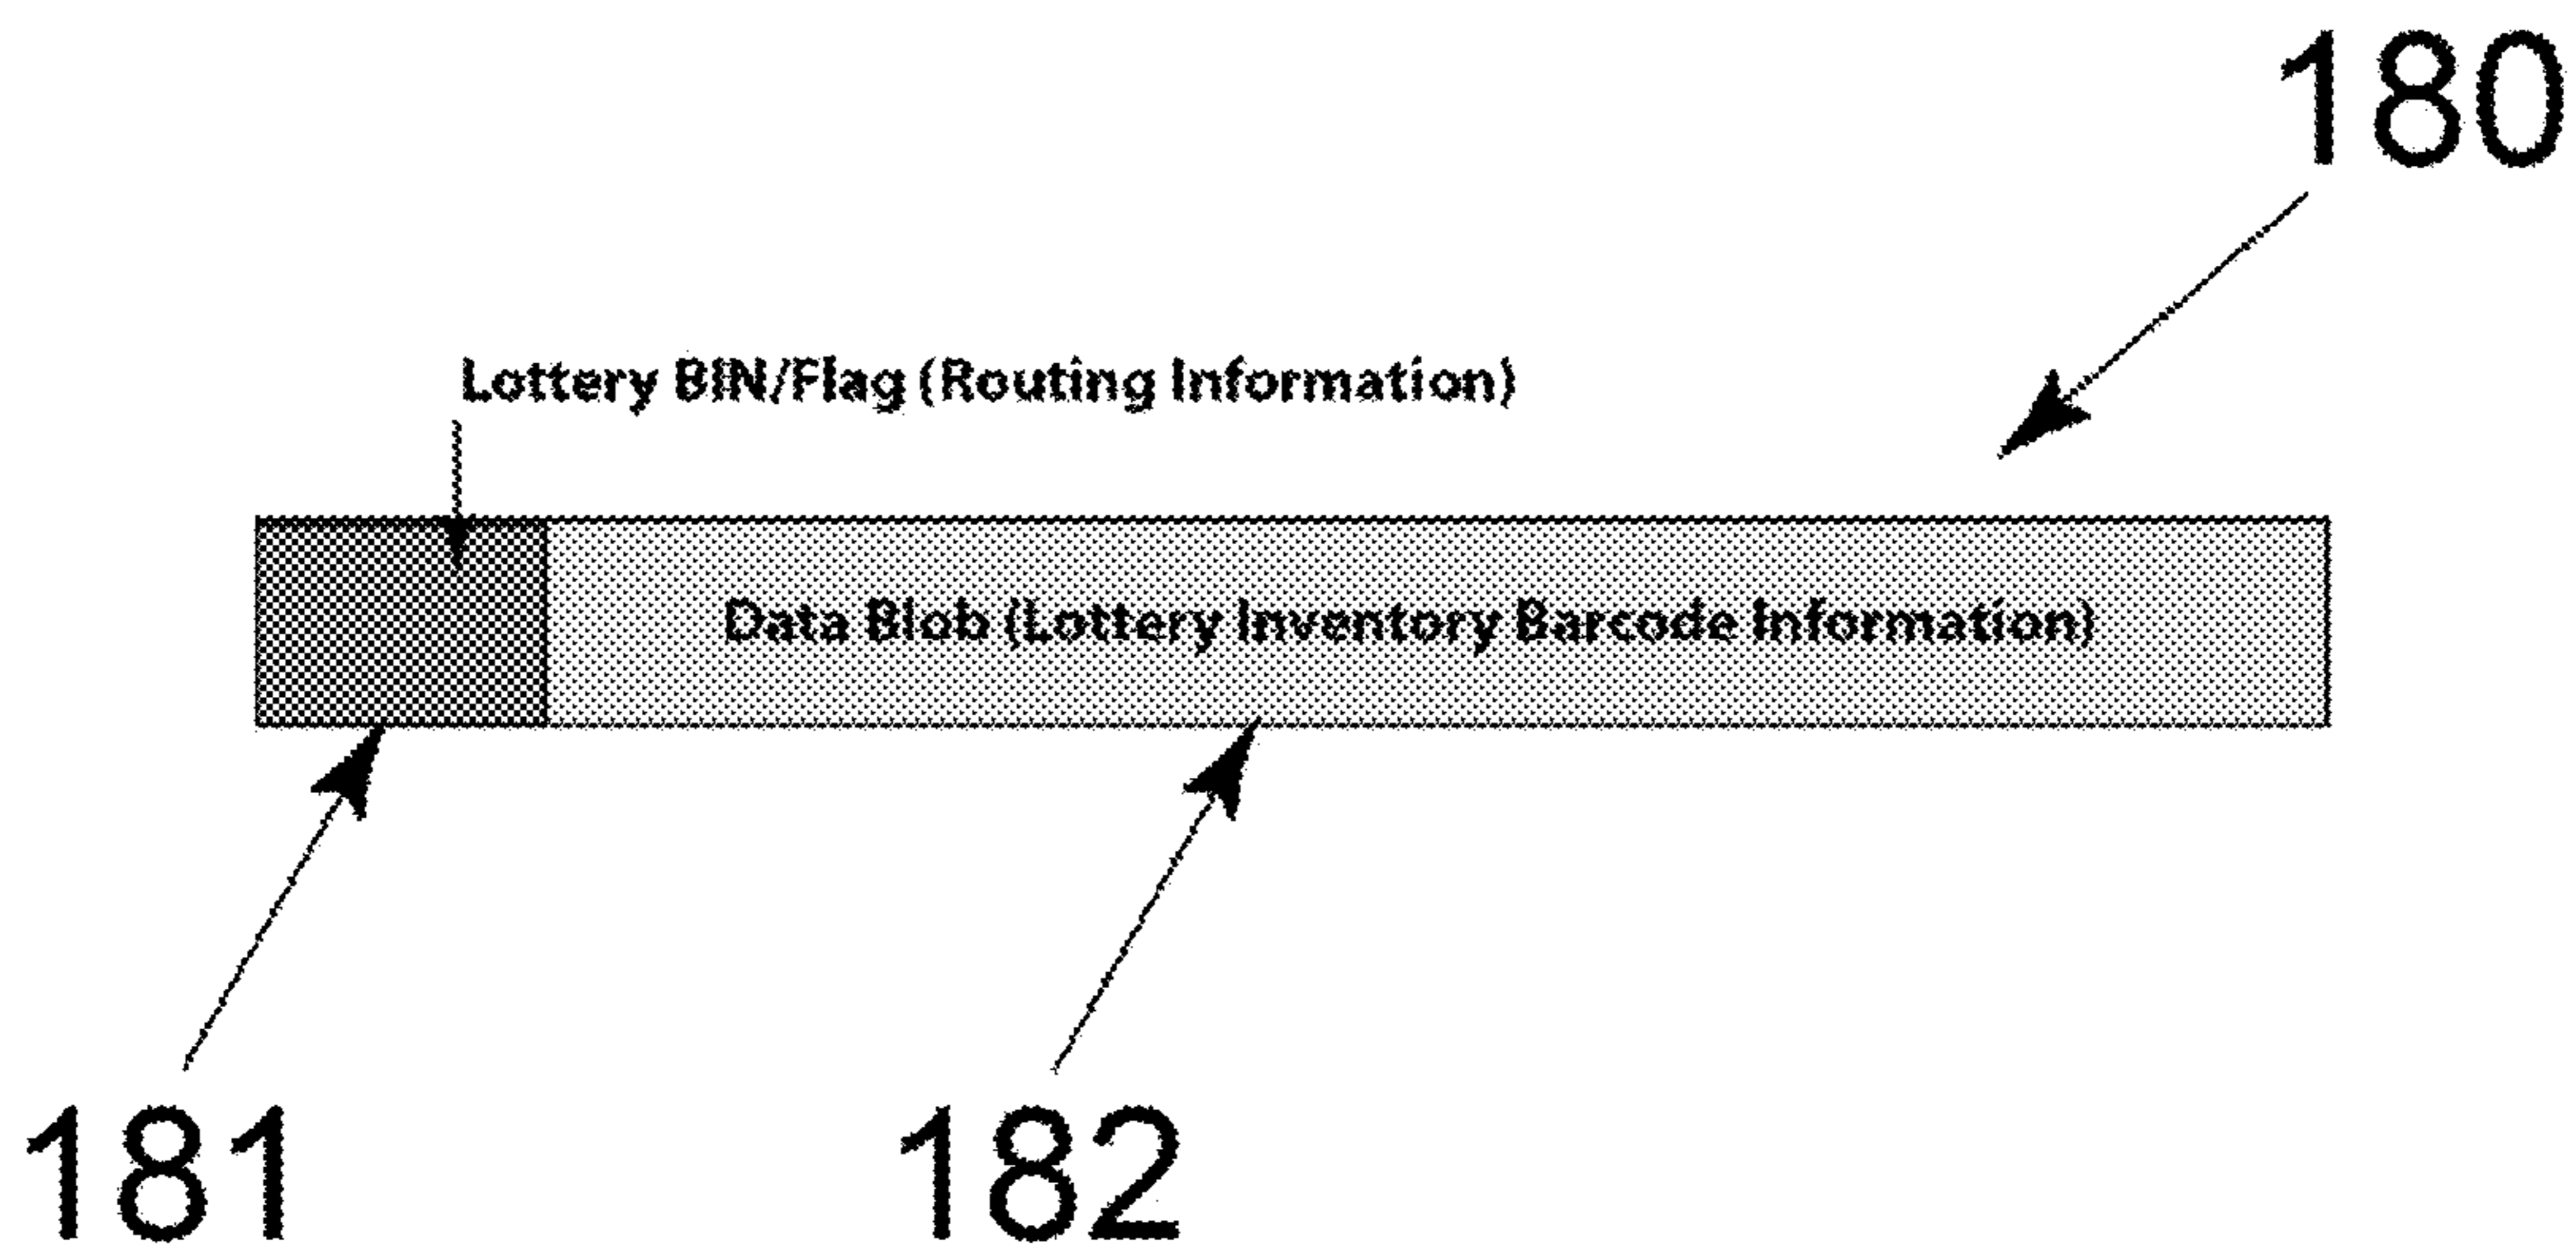 180
Lottery BIN/Flag (Routing Information)
Data Blob (Lottery Inventory Barcode Information)
181
182